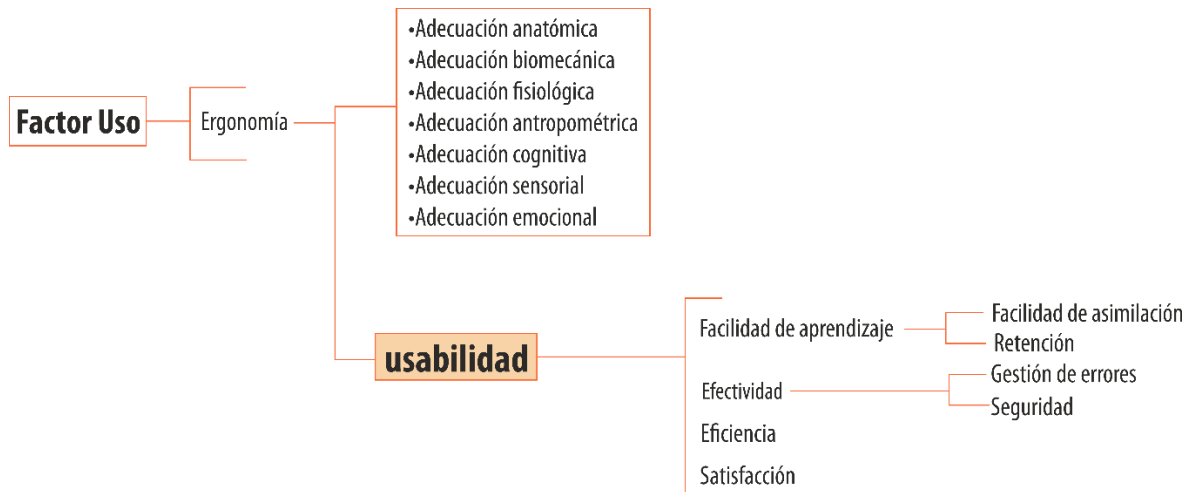 Factor Uso
Ergonomía
•Adecuación anatómica
•Adecuación biomecánica
•Adecuación fisiológica
•Adecuación antropométrica
•Adecuación cognitiva
•Adecuación sensorial
•Adecuación emocional
usabilidad
Facilidad de aprendizaje
Facilidad de asimilación
Retención
Efectividad
Gestión de errores
Seguridad
Eficiencia
Satisfacción